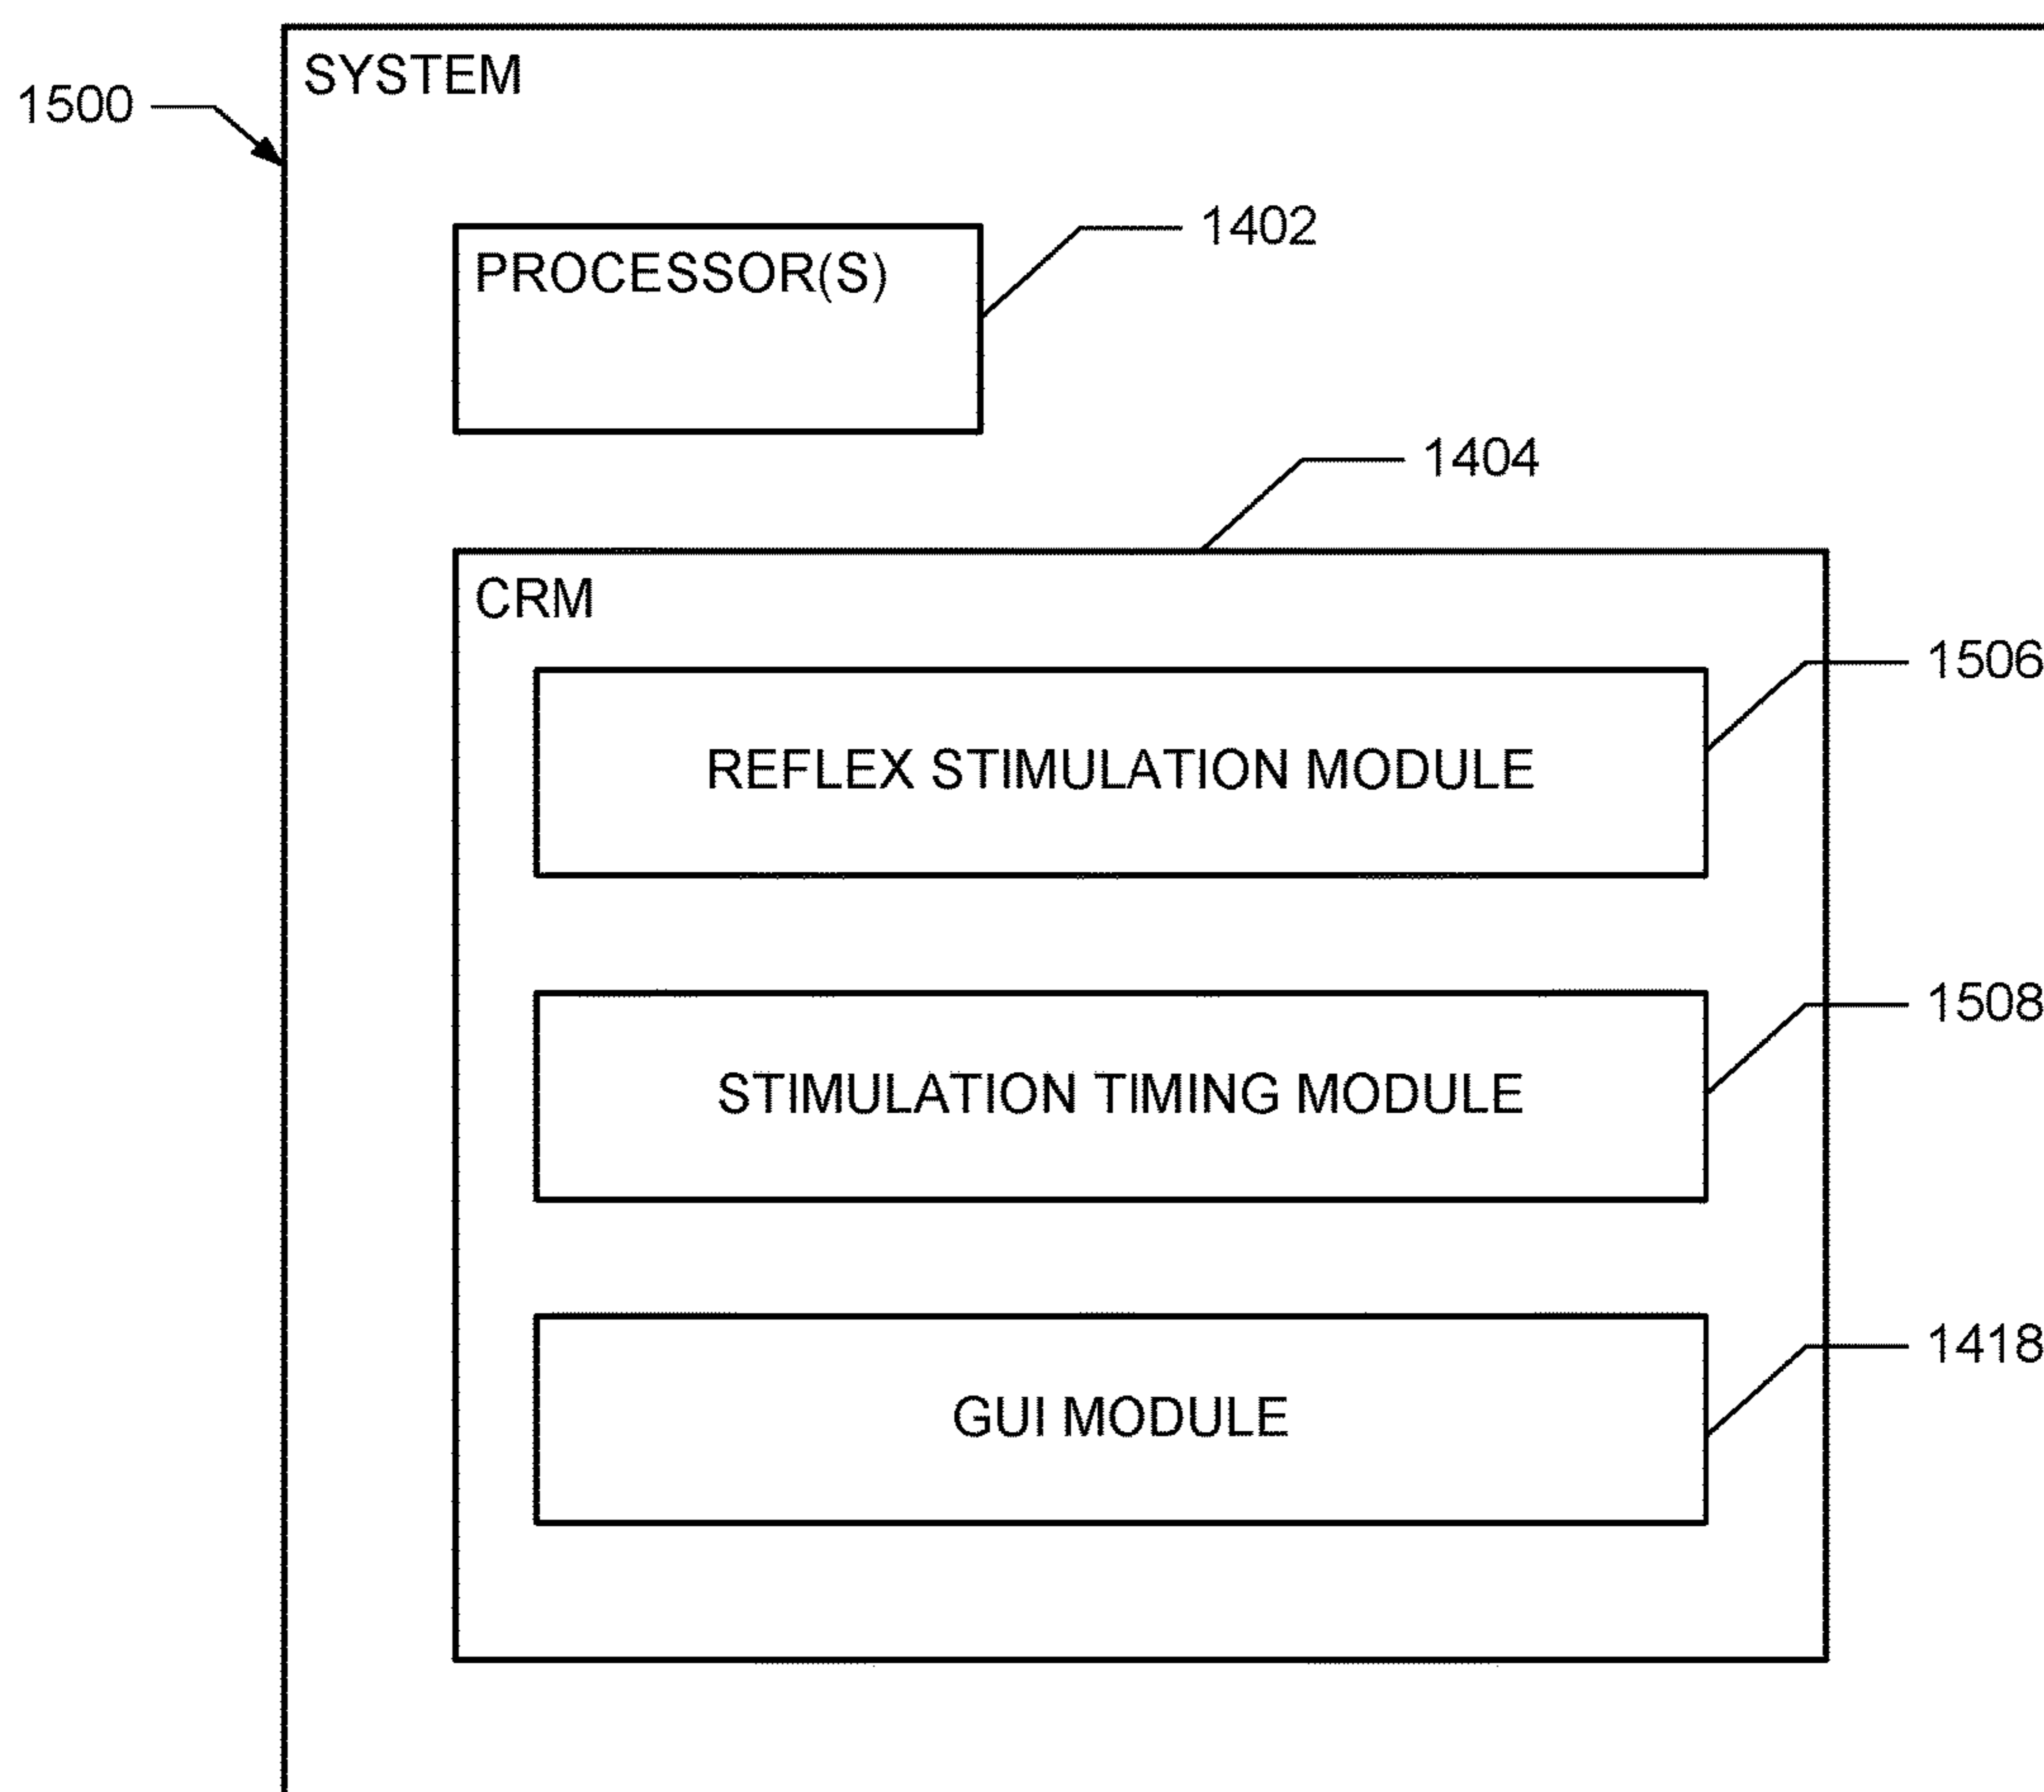 SYSTEM
1500
1402
PROCESSOR(S)
1404
CRM
1506
REFLEX STIMULATION MODULE
1508
STIMULATION TIMING MODULE
1418
GUI MODULE